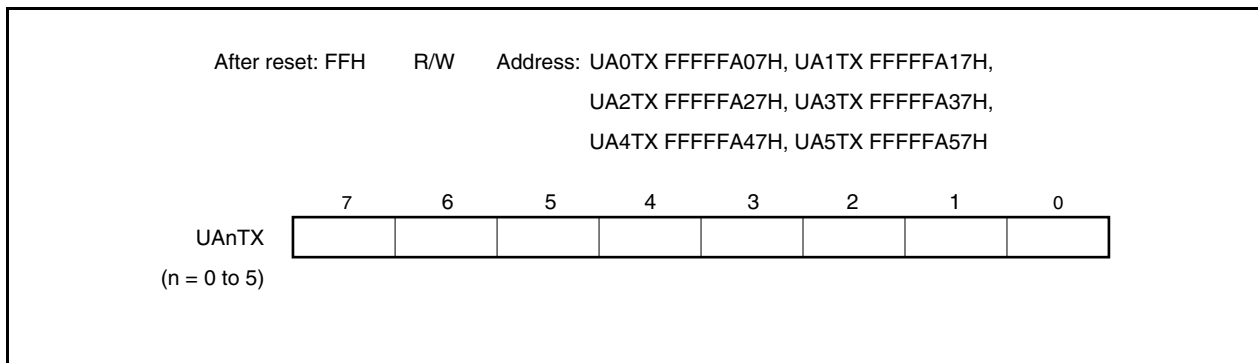 After reset: FFH R/W Address: UA0TX FFFFFA07H, UA1TX FFFFFA17H,
UA2TX FFFFFA27H, UA3TX FFFFFA37H,
UA4TX FFFFFA47H, UA5TX FFFFFA57H
7 6 5 4 3 2 1 0
UAnTX
(n = 0 to 5)